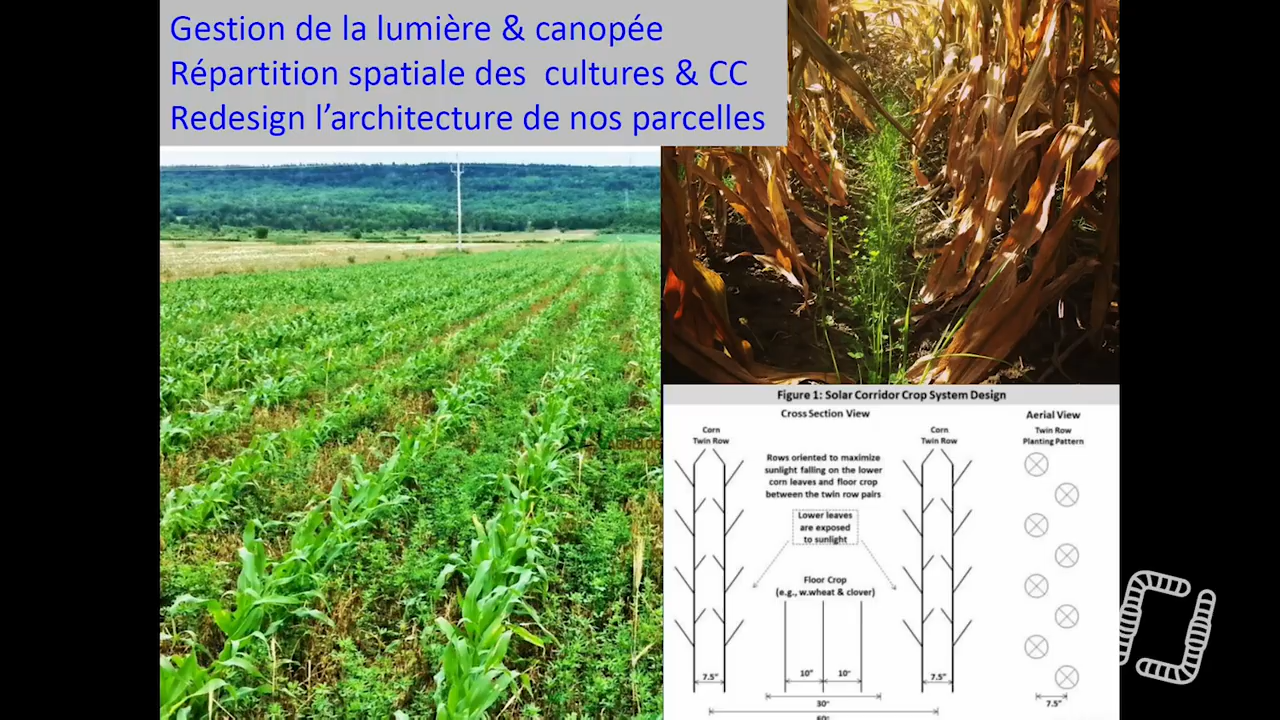 Gestion de la lumière & canopée
Répartition spatiale des cultures & CC
Redesign l’architecture de nos parcelles
Figure 1: Solar Corridor Crop System Design
Cross Section View
Aerial View
Corn
Twin Row
Corn
Twin Row
Twin Row
Planting Pattern
Rows oriented to maximize
sunlight falling on the lower
corn leaves and floor crop
between the twin row pairs
Lower leaves
are exposed
to sunlight
Floor Crop
(e.g., w.wheat & clover)
10"
10"
7.5"
7.5"
7.5"
30"
60"